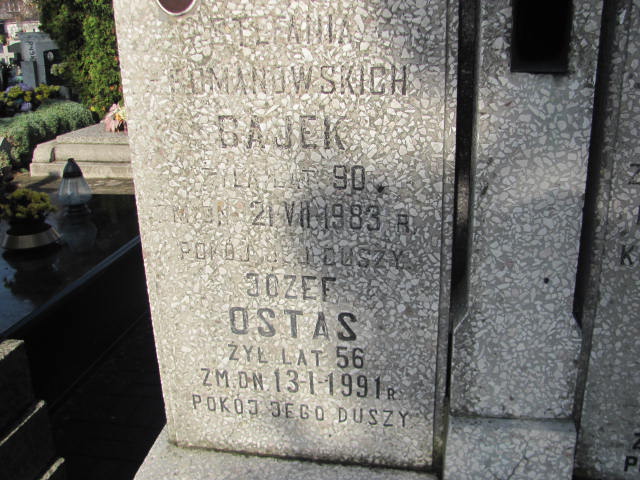 STEFANIA
ROMANOWSKICH
BAJEK
ŻYŁA LAT 90.
ZM.DN. 21.VII.1983 R.
POKÓJ JEJ DUSZY
JÓZEF
OSTAS
ŻYŁ LAT 56
ZM.DN. 13-I-1991 R
POKÓJ JEGO DUSZY